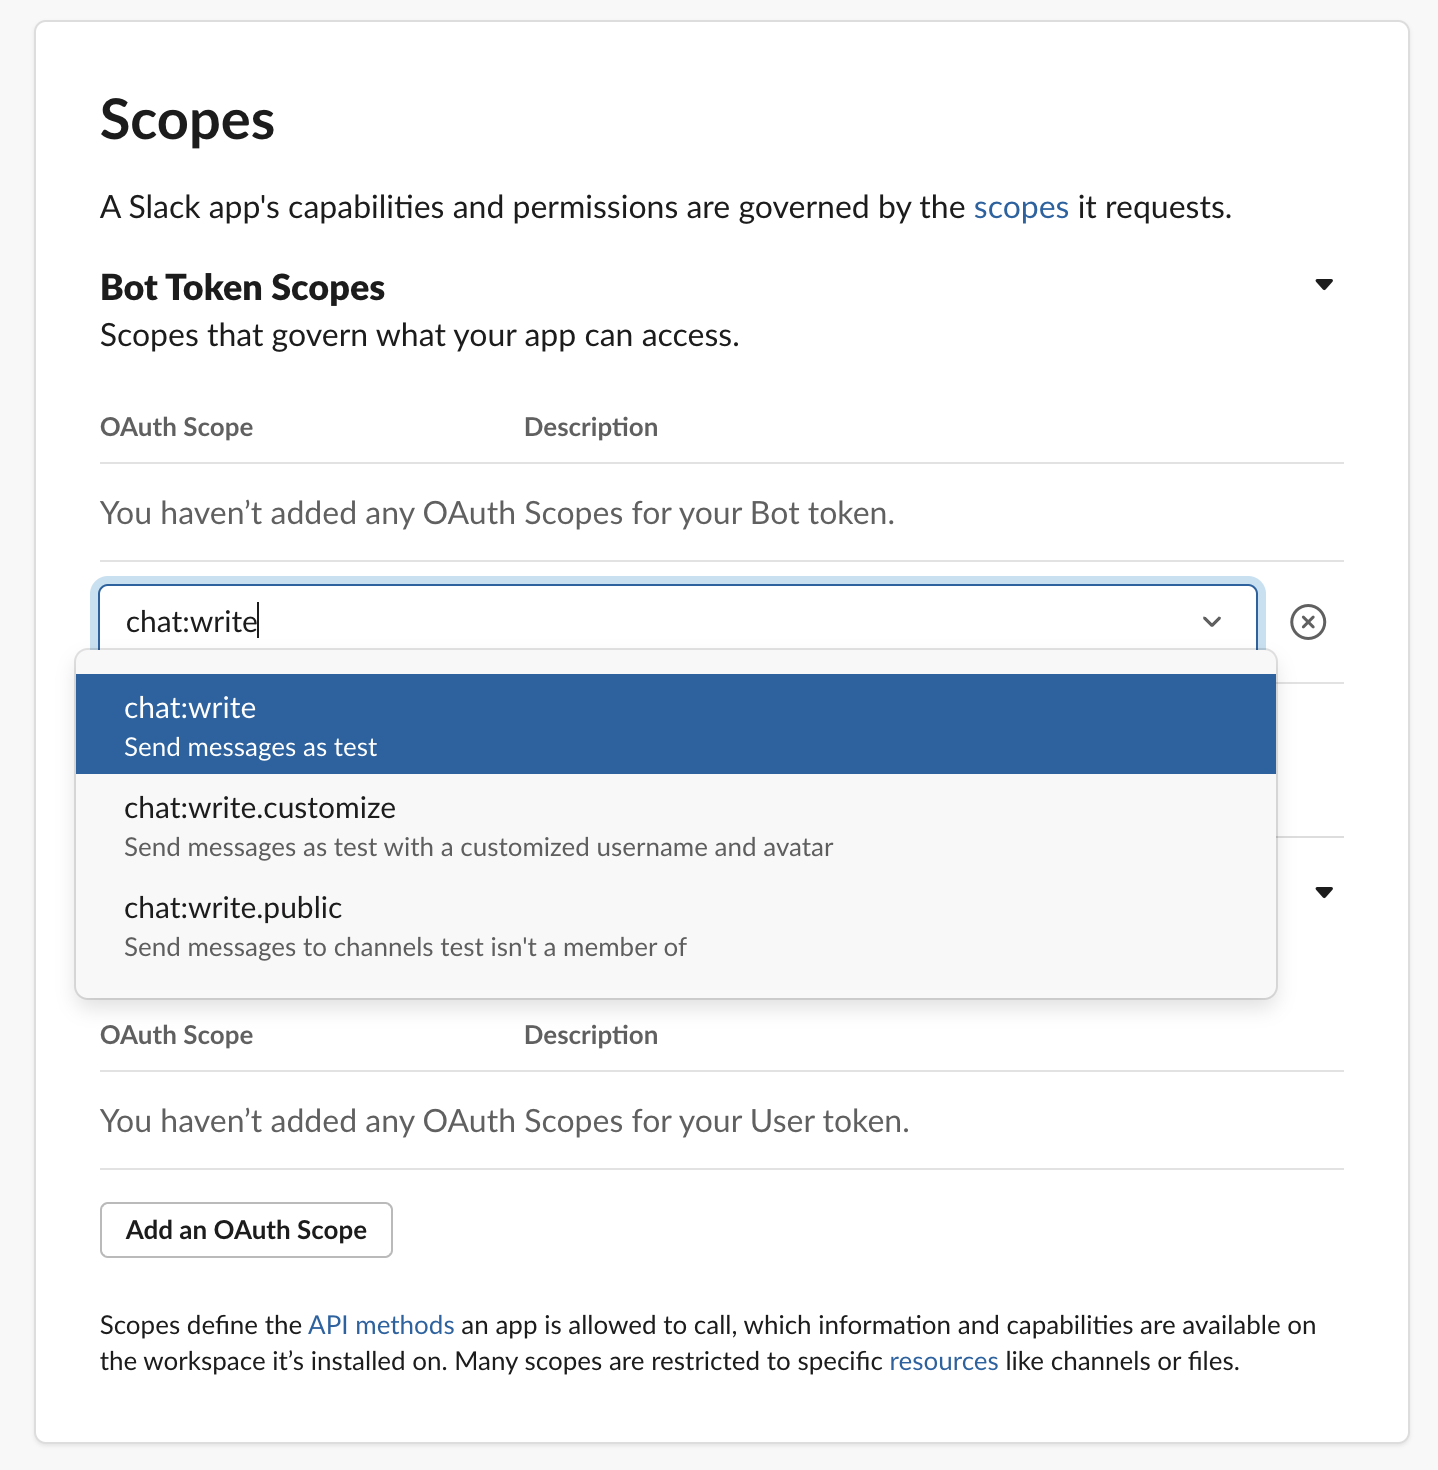 Scopes
A Slack app's capabilities and permissions are governed by the scopes it requests.
Bot Token Scopes
Scopes that govern what your app can access.
OAuth Scope Description
You haven’t added any OAuth Scopes for your Bot token.
chat:write
chat:write
Send messages as test
chat:write.customize
Send messages as test with a customized username and avatar
chat:write.public
Send messages to channels test isn't a member of
OAuth Scope Description
You haven’t added any OAuth Scopes for your User token.
Add an OAuth Scope
Scopes define the API methods an app is allowed to call, which information and capabilities are available on
the workspace it’s installed on. Many scopes are restricted to specific resources like channels or files.